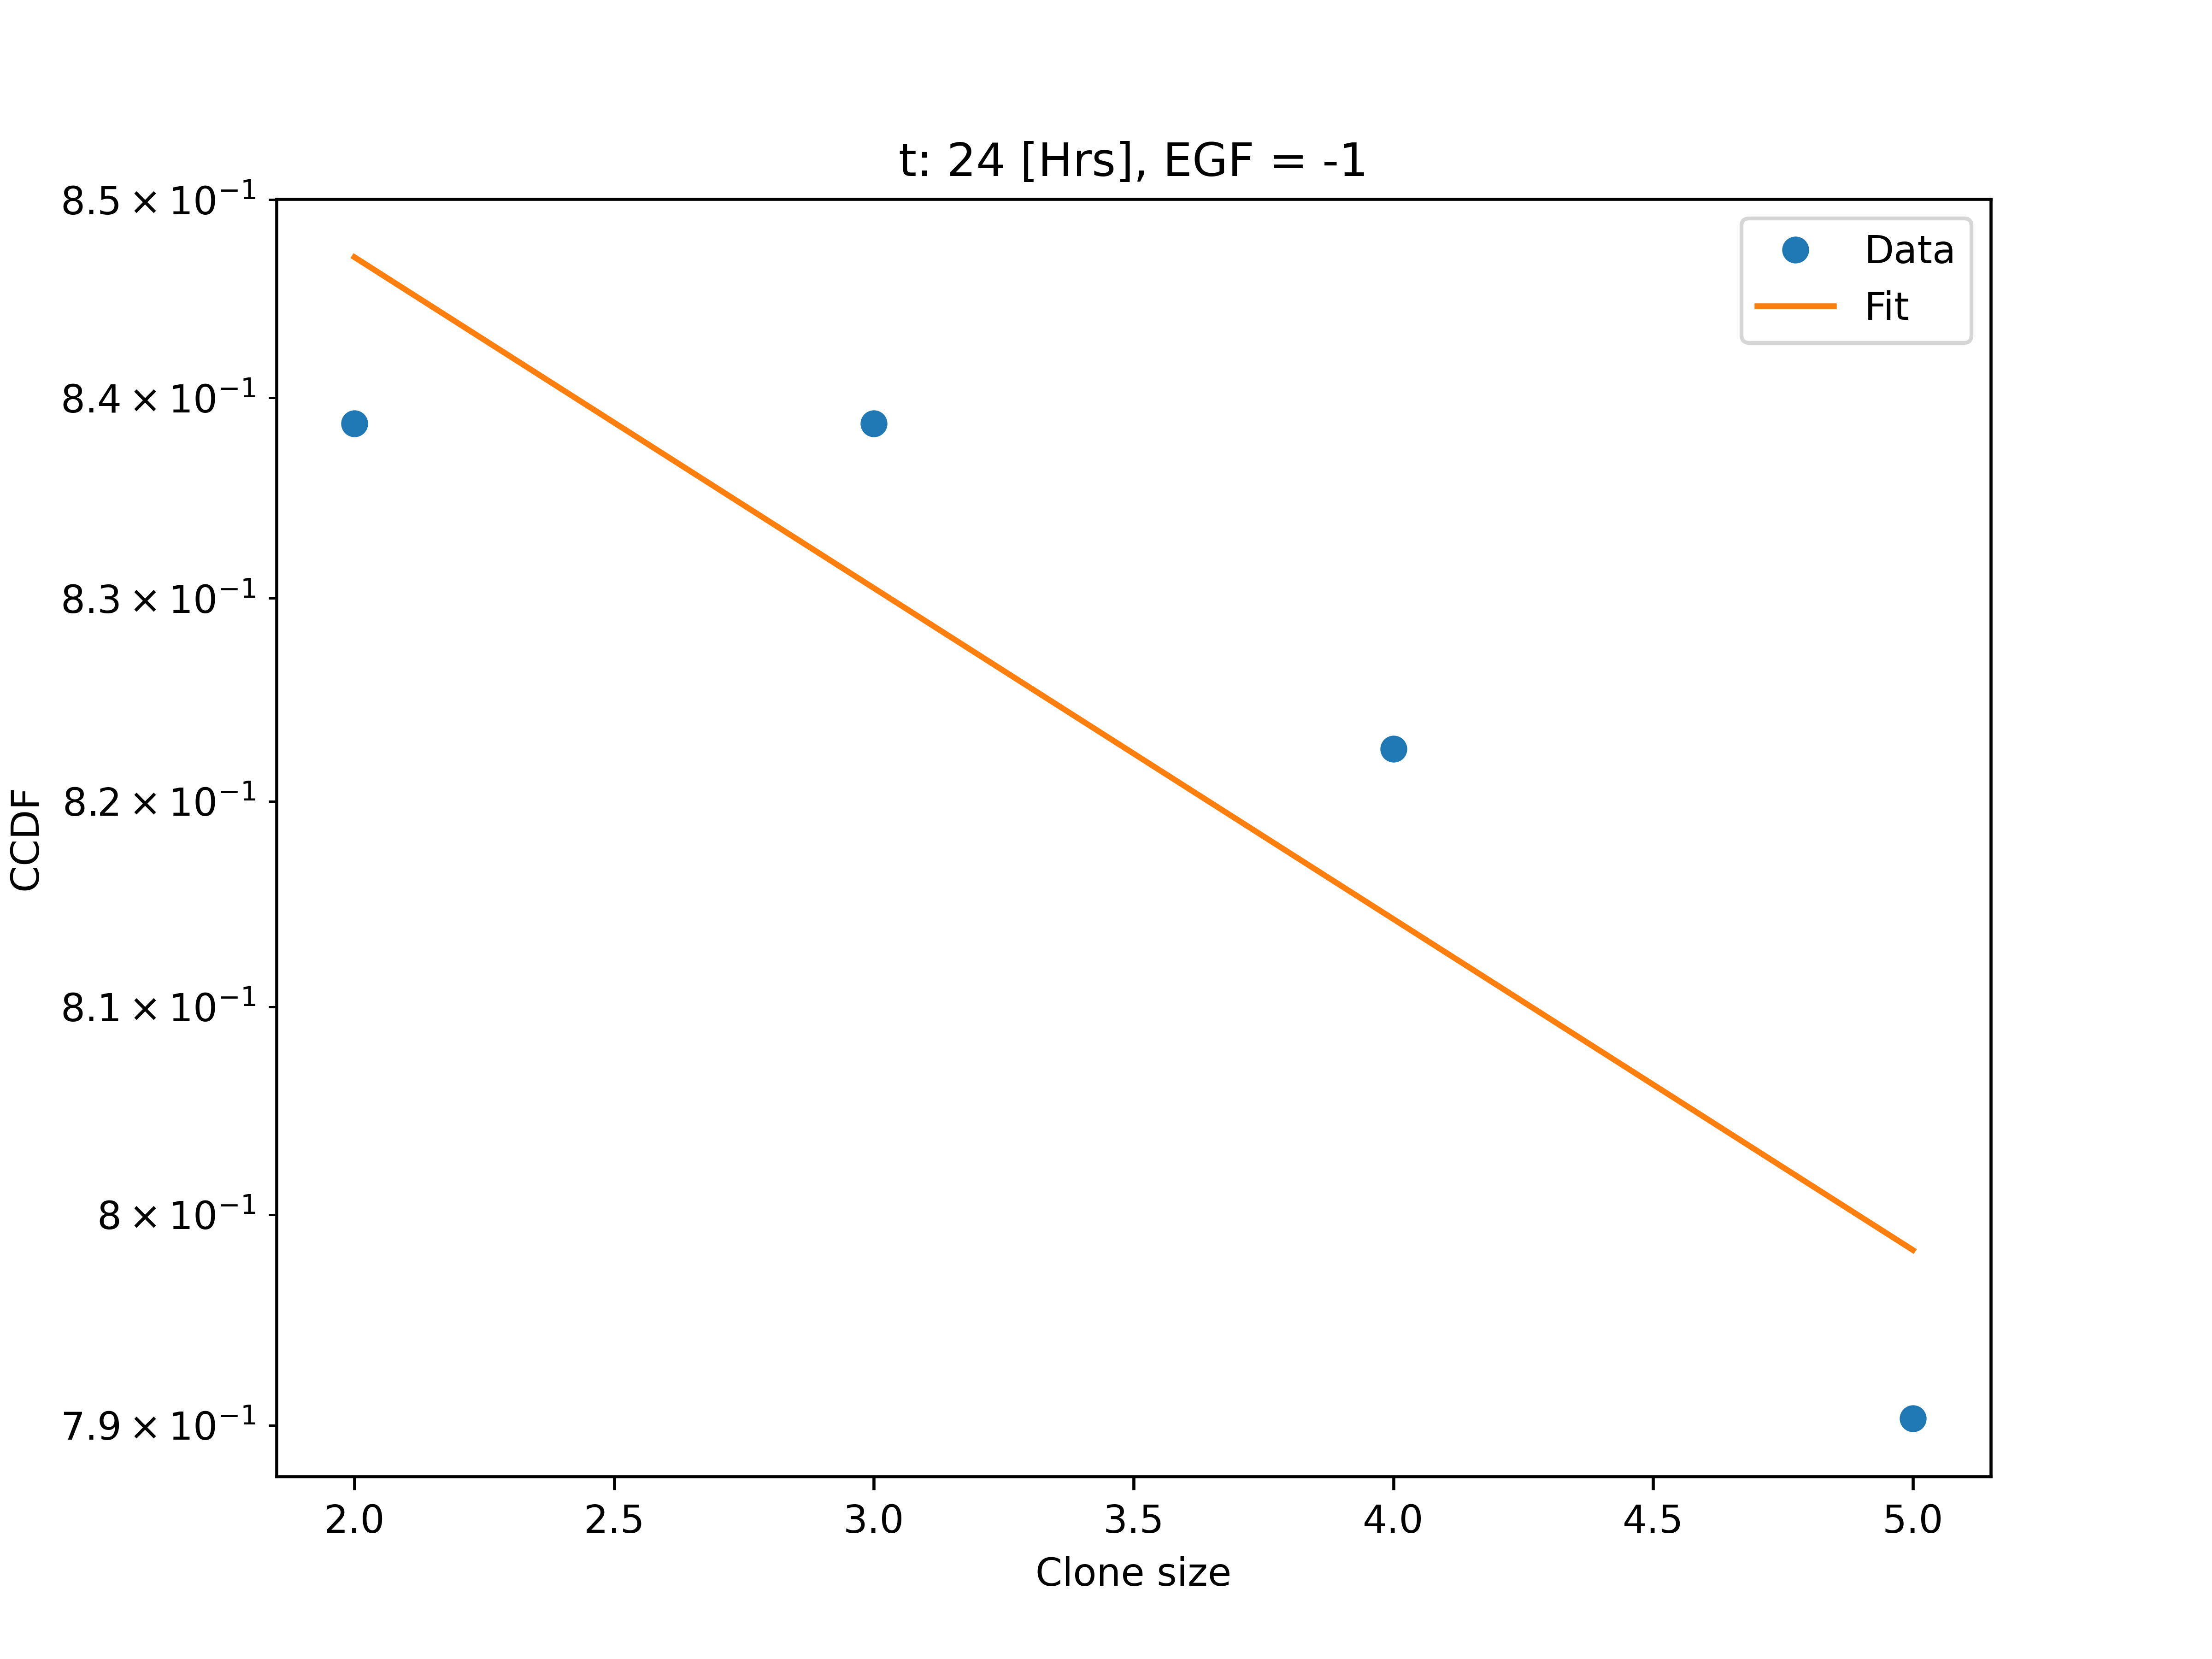 t: 24 [Hrs], EGF = -1
8.5 × 10⁻¹
8.4 × 10⁻¹
8.3 × 10⁻¹
8.2 × 10⁻¹
8.1 × 10⁻¹
8 × 10⁻¹
7.9 × 10⁻¹
CCDF
Data
Fit
2.0 2.5 3.0 3.5 4.0 4.5 5.0
Clone size